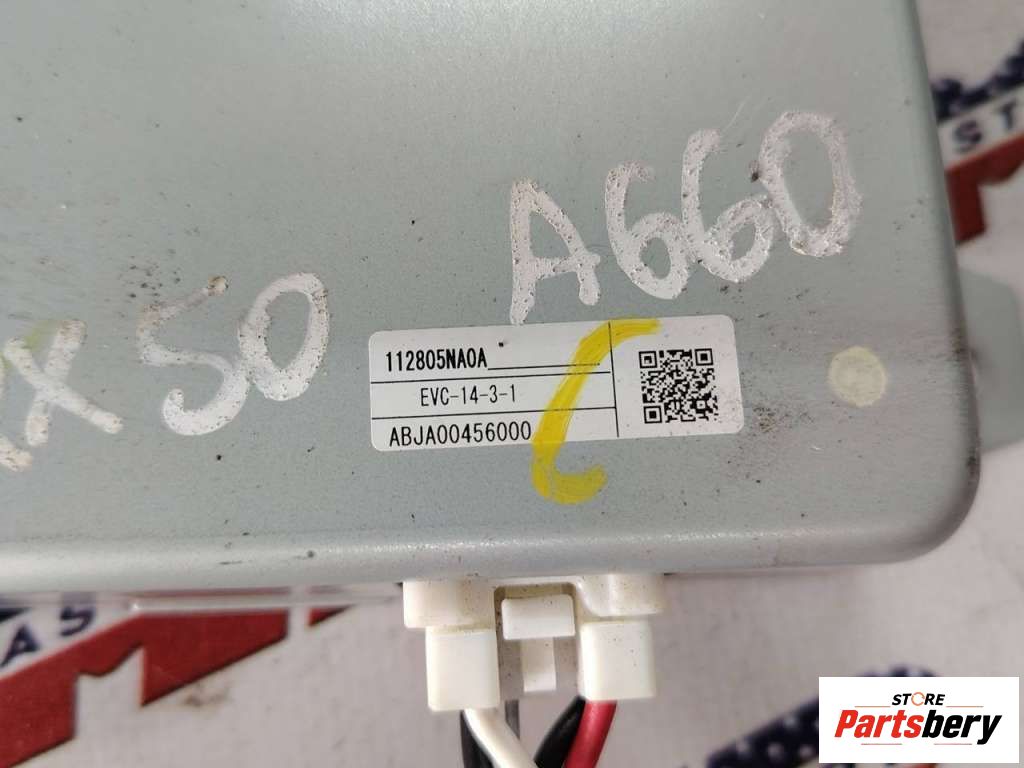 A660
X50
112805NA0A
EVC-14-3-1
ABJA00456000
STORE
Partsbery